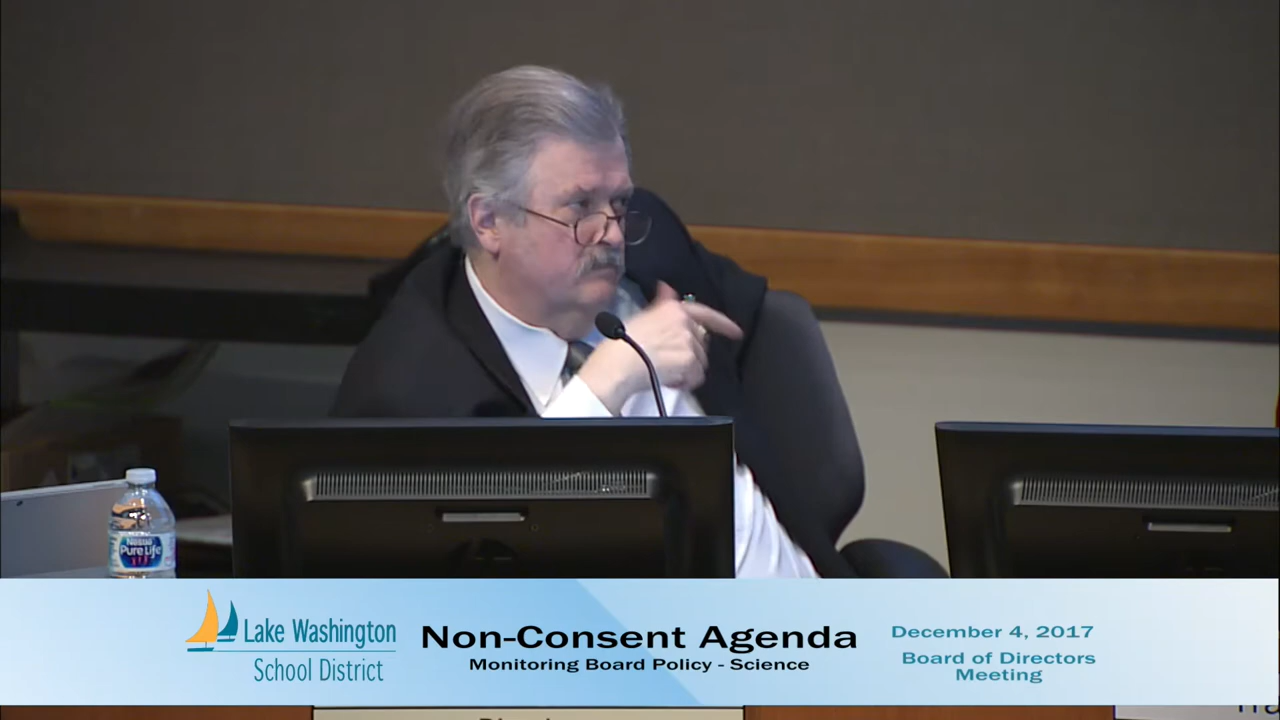 Nestle
Pure Life
Lake Washington
School District
Non-Consent Agenda
Monitoring Board Policy - Science
December 4, 2017
Board of Directors
Meeting